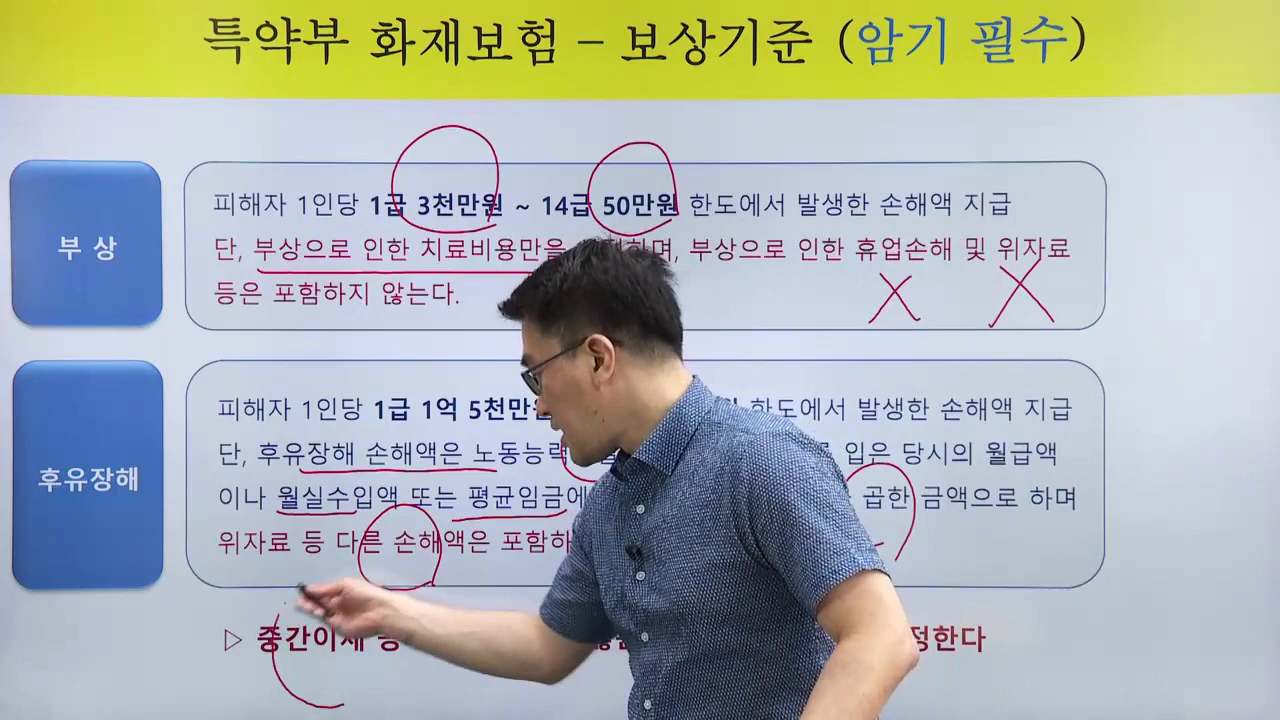 특약부 화재보험 – 보상기준 (암기 필수)
부 상
피해자 1인당 1급 3천만원 ~ 14급 50만원 한도에서 발생한 손해액 지급
단, 부상으로 인한 치료비용만을 하며, 부상으로 인한 휴업손해 및 위자료
등은 포함하지 않는다.
후유장해
피해자 1인당 1급 1억 5천만원 한도에서 발생한 손해액 지급
단, 후유장해 손해액은 노동능력 입은 당시의 월급액
이나 월실수입액 또는 평균임금에 곱한 금액으로 하며
위자료 등 다른 손해액은 포함하
▷ 중간이자